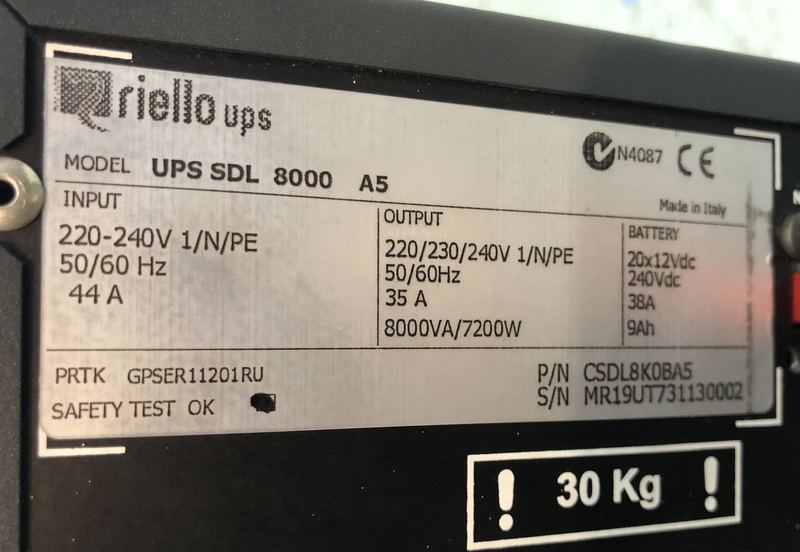 riello ups
N4087 CE
MODEL UPS SDL 8000 A5
Made in Italy
INPUT
220-240V 1/N/PE
50/60 Hz
44 A
OUTPUT
220/230/240V 1/N/PE
50/60Hz
35 A
8000VA/7200W
BATTERY
20x12Vdc
240Vdc
38A
9Ah
PRTK GPSER11201RU
SAFETY TEST OK
P/N CSDL8K0BA5
S/N MR19UT731130002
! 30 Kg !